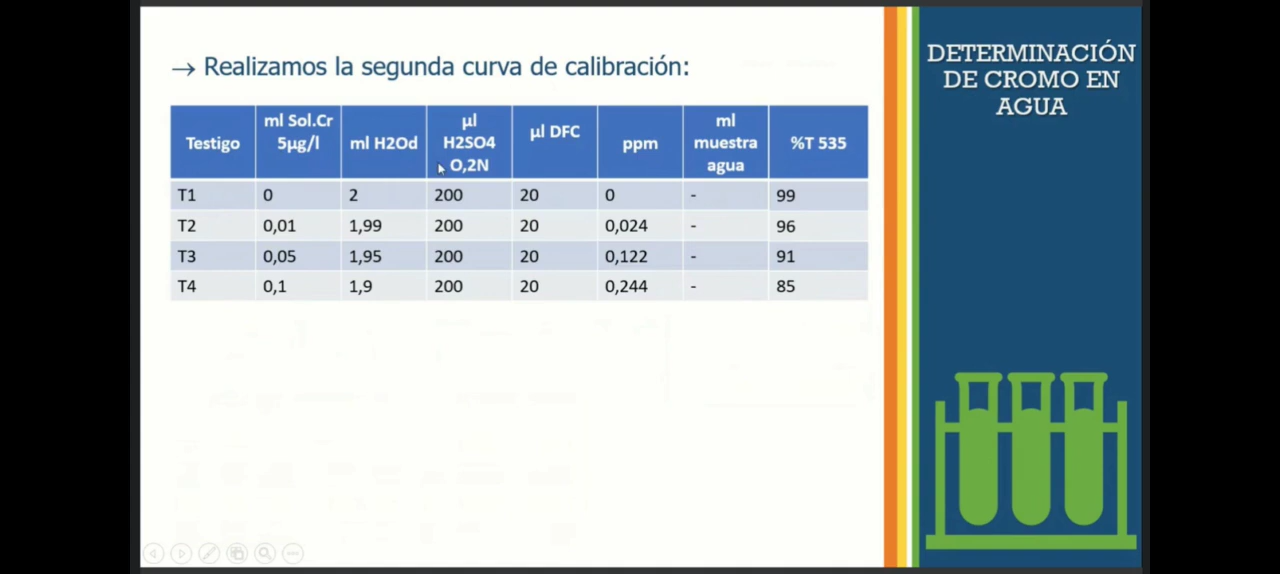 → Realizamos la segunda curva de calibración:
Testigo ml Sol.Cr 5µg/l ml H2Od µl H2SO4 O,2N µl DFC ppm ml muestra agua %T 535
T1 0 2 200 20 0 - 99
T2 0,01 1,99 200 20 0,024 - 96
T3 0,05 1,95 200 20 0,122 - 91
T4 0,1 1,9 200 20 0,244 - 85
DETERMINACIÓN
DE CROMO EN
AGUA